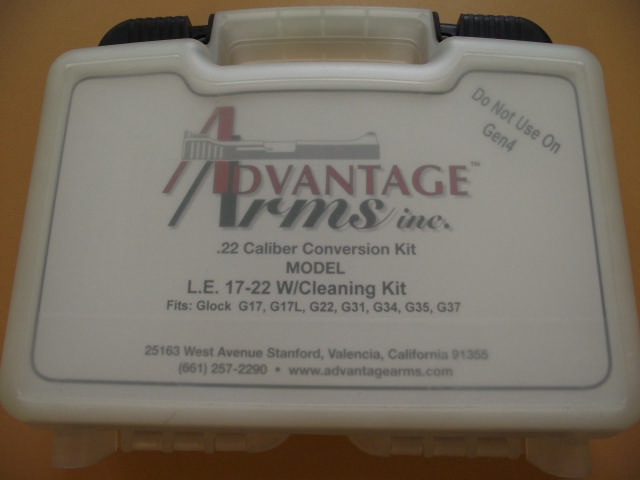 Do Not Use On
Gen4
ADVANTAGE™
Arms inc.
.22 Caliber Conversion Kit
MODEL
L.E. 17-22 W/Cleaning Kit
Fits: Glock G17, G17L, G22, G31, G34, G35, G37
25163 West Avenue Stanford, Valencia, California 91355
(661) 257-2290 • www.advantagearms.com